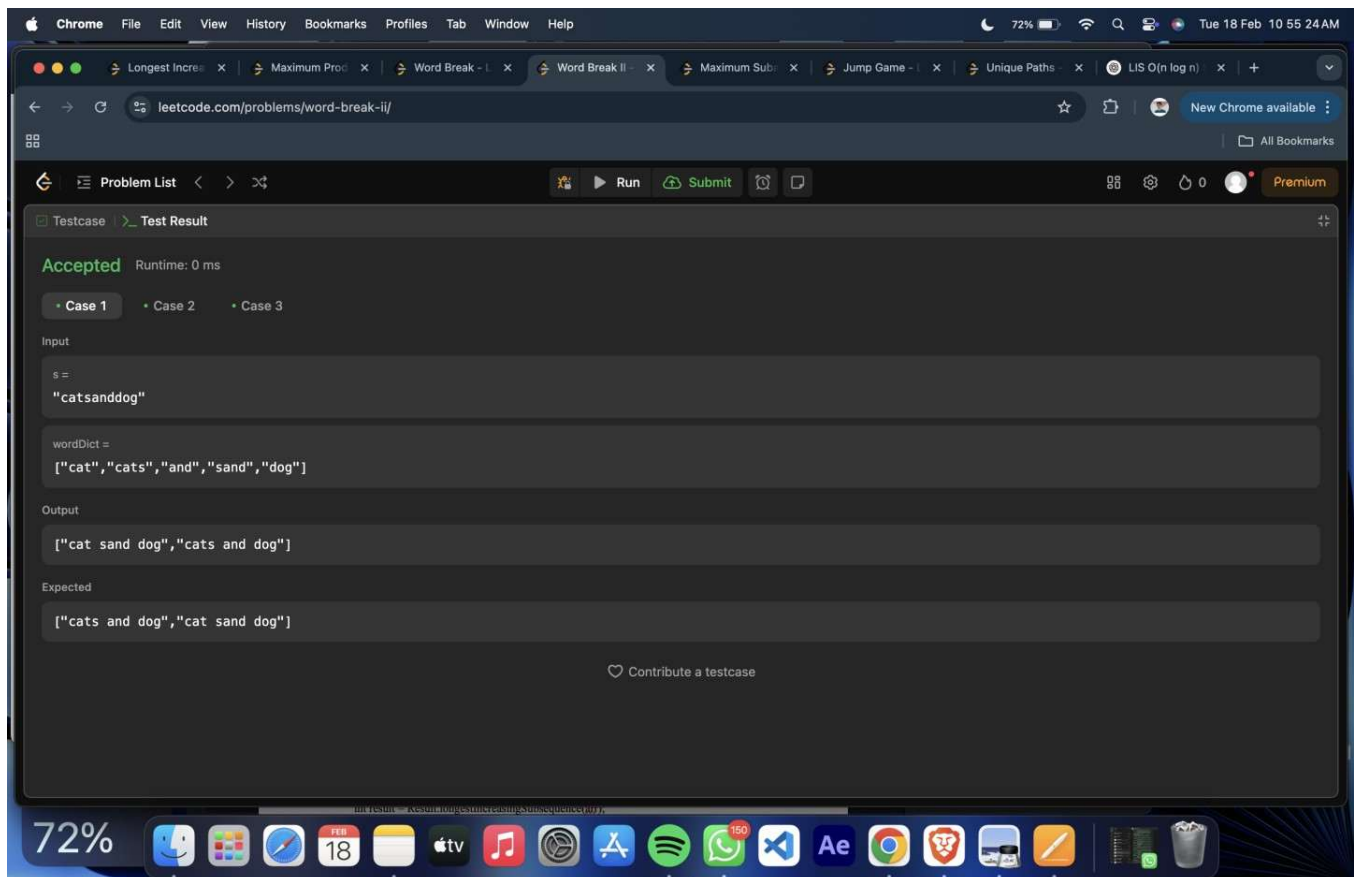 Chrome File Edit View History Bookmarks Profiles Tab Window Help 72% Tue 18 Feb 10 55 24 AM
Longest Incre Maximum Prod Word Break - L Word Break II - Maximum Sub Jump Game - Unique Paths - LIS O(n log n)
leetcode.com/problems/word-break-ii/ New Chrome available
All Bookmarks
Problem List Run Submit 0 Premium
Testcase Test Result
Accepted Runtime: 0 ms
Case 1 Case 2 Case 3
Input
s =
"catsanddog"
wordDict =
["cat","cats","and","sand","dog"]
Output
["cat sand dog","cats and dog"]
Expected
["cats and dog","cat sand dog"]
Contribute a testcase
72% FEB 18 tv 150 Ae